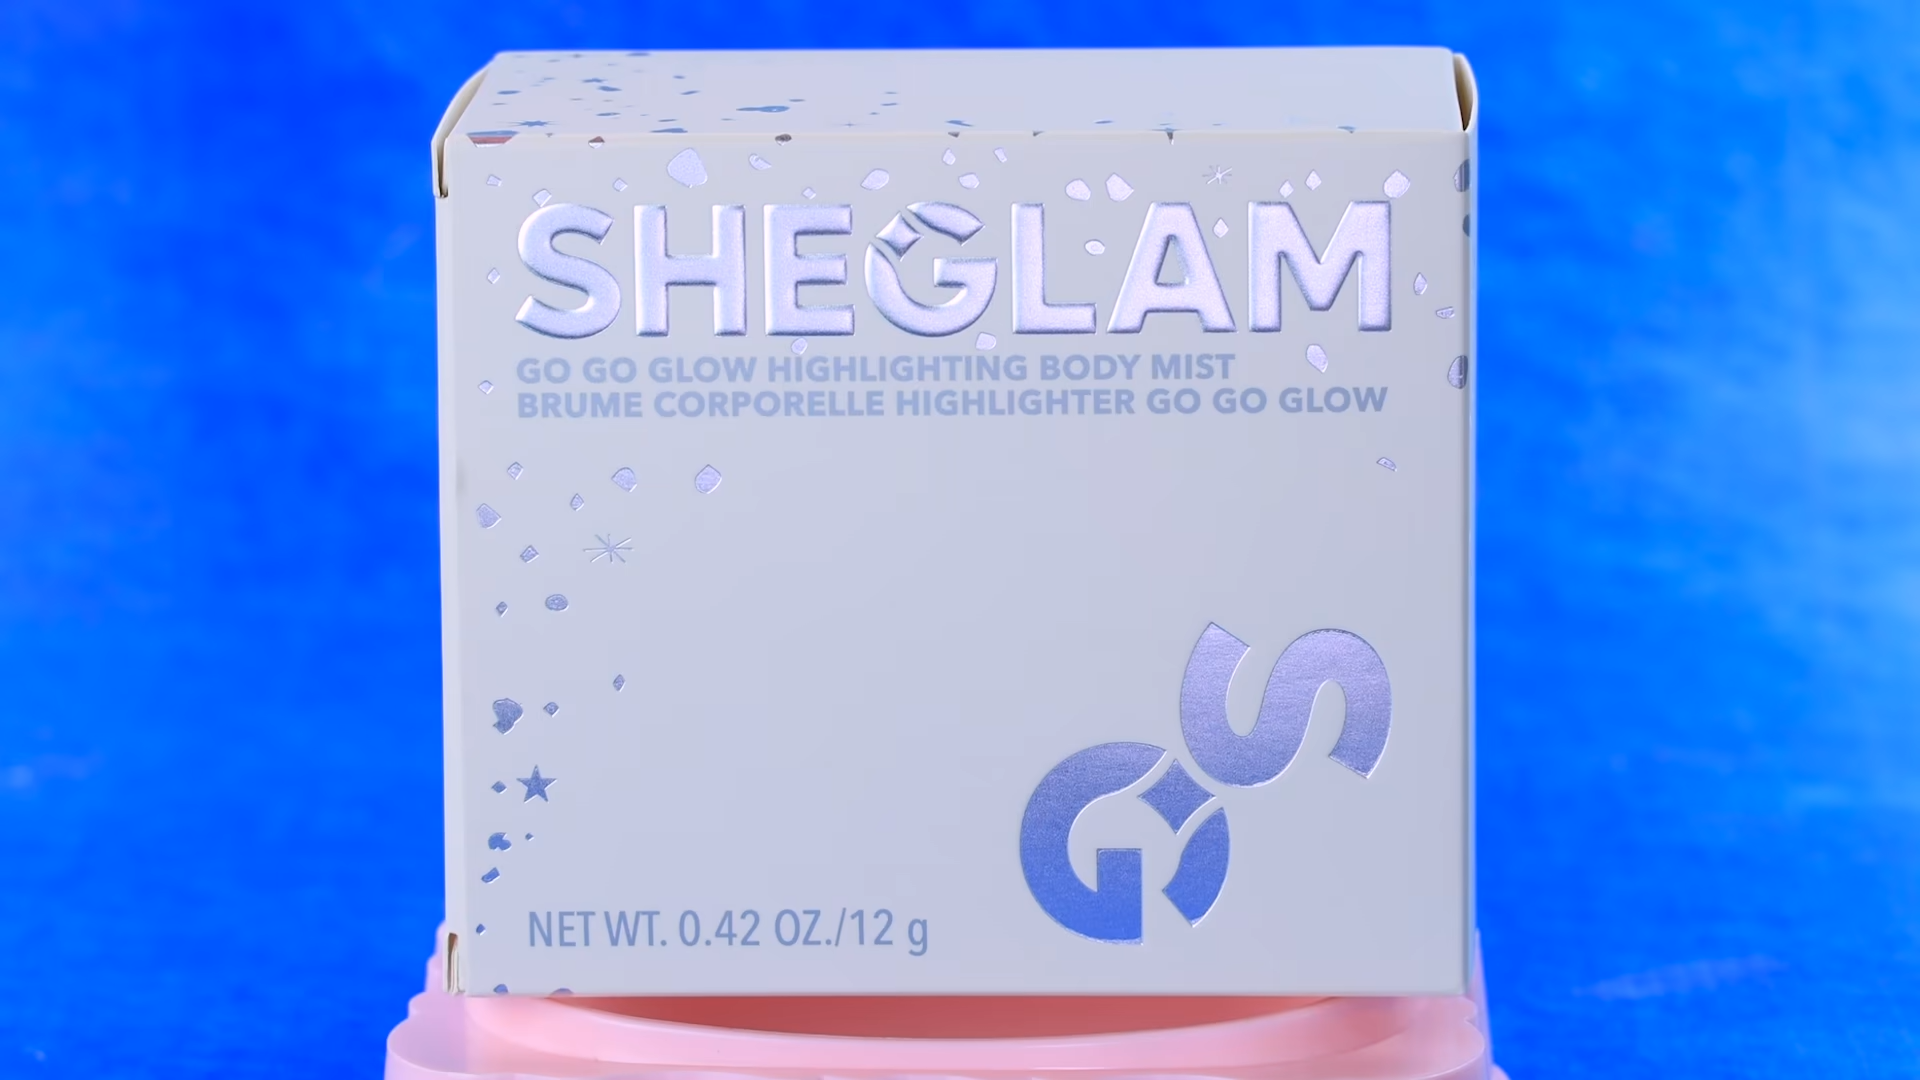 SHEGLAM
GO GO GLOW HIGHLIGHTING BODY MIST
BRUME CORPORELLE HIGHLIGHTER GO GO GLOW
SG
NET WT. 0.42 OZ./12 g